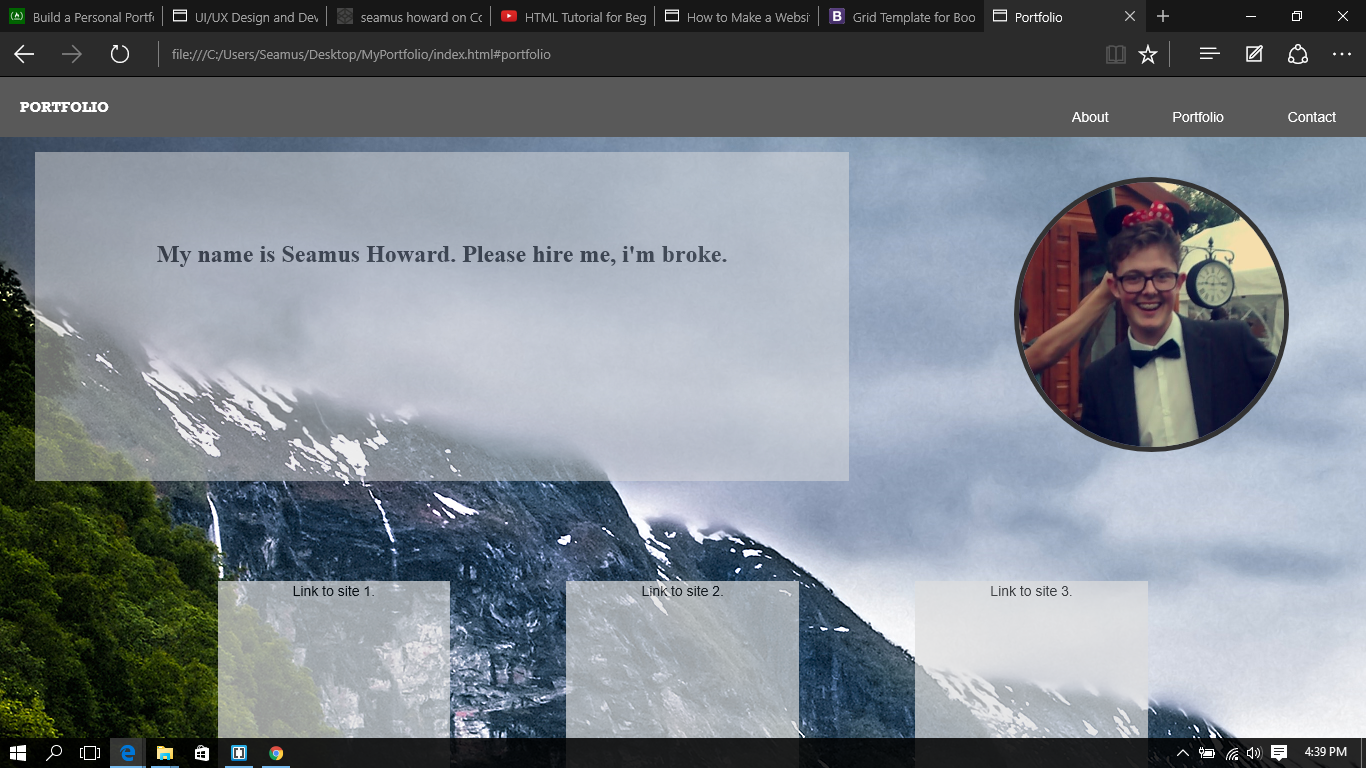 Build a Personal Portf
UI/UX Design and Dev
seamus howard on Co
HTML Tutorial for Beg
How to Make a Websi
Grid Template for Boo
Portfolio
file:///C:/Users/Seamus/Desktop/MyPortfolio/index.html#portfolio
PORTFOLIO
About
Portfolio
Contact
My name is Seamus Howard. Please hire me, i'm broke.
Link to site 1.
Link to site 2.
Link to site 3.
4:39 PM